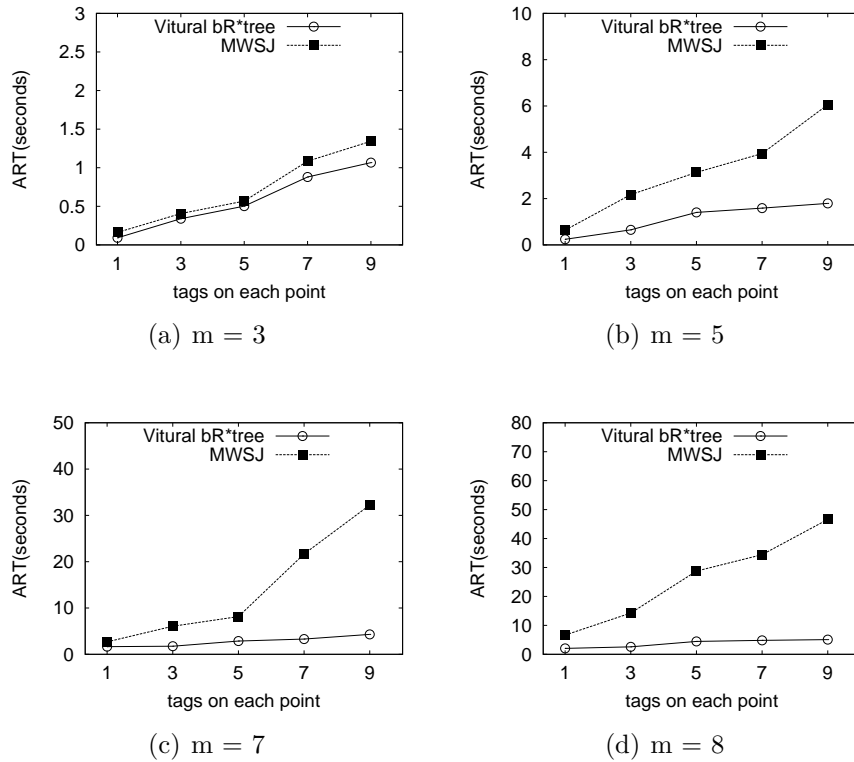 3
2.5
2
1.5
1
0.5
0
ART(seconds)
Vitural bR*tree
MWSJ
1 3 5 7 9
tags on each point
(a) m = 3
10
8
6
4
2
0
ART(seconds)
Vitural bR*tree
MWSJ
1 3 5 7 9
tags on each point
(b) m = 5
50
40
30
20
10
0
ART(seconds)
Vitural bR*tree
MWSJ
1 3 5 7 9
tags on each point
(c) m = 7
80
70
60
50
40
30
20
10
0
ART(seconds)
Vitural bR*tree
MWSJ
1 3 5 7 9
tags on each point
(d) m = 8